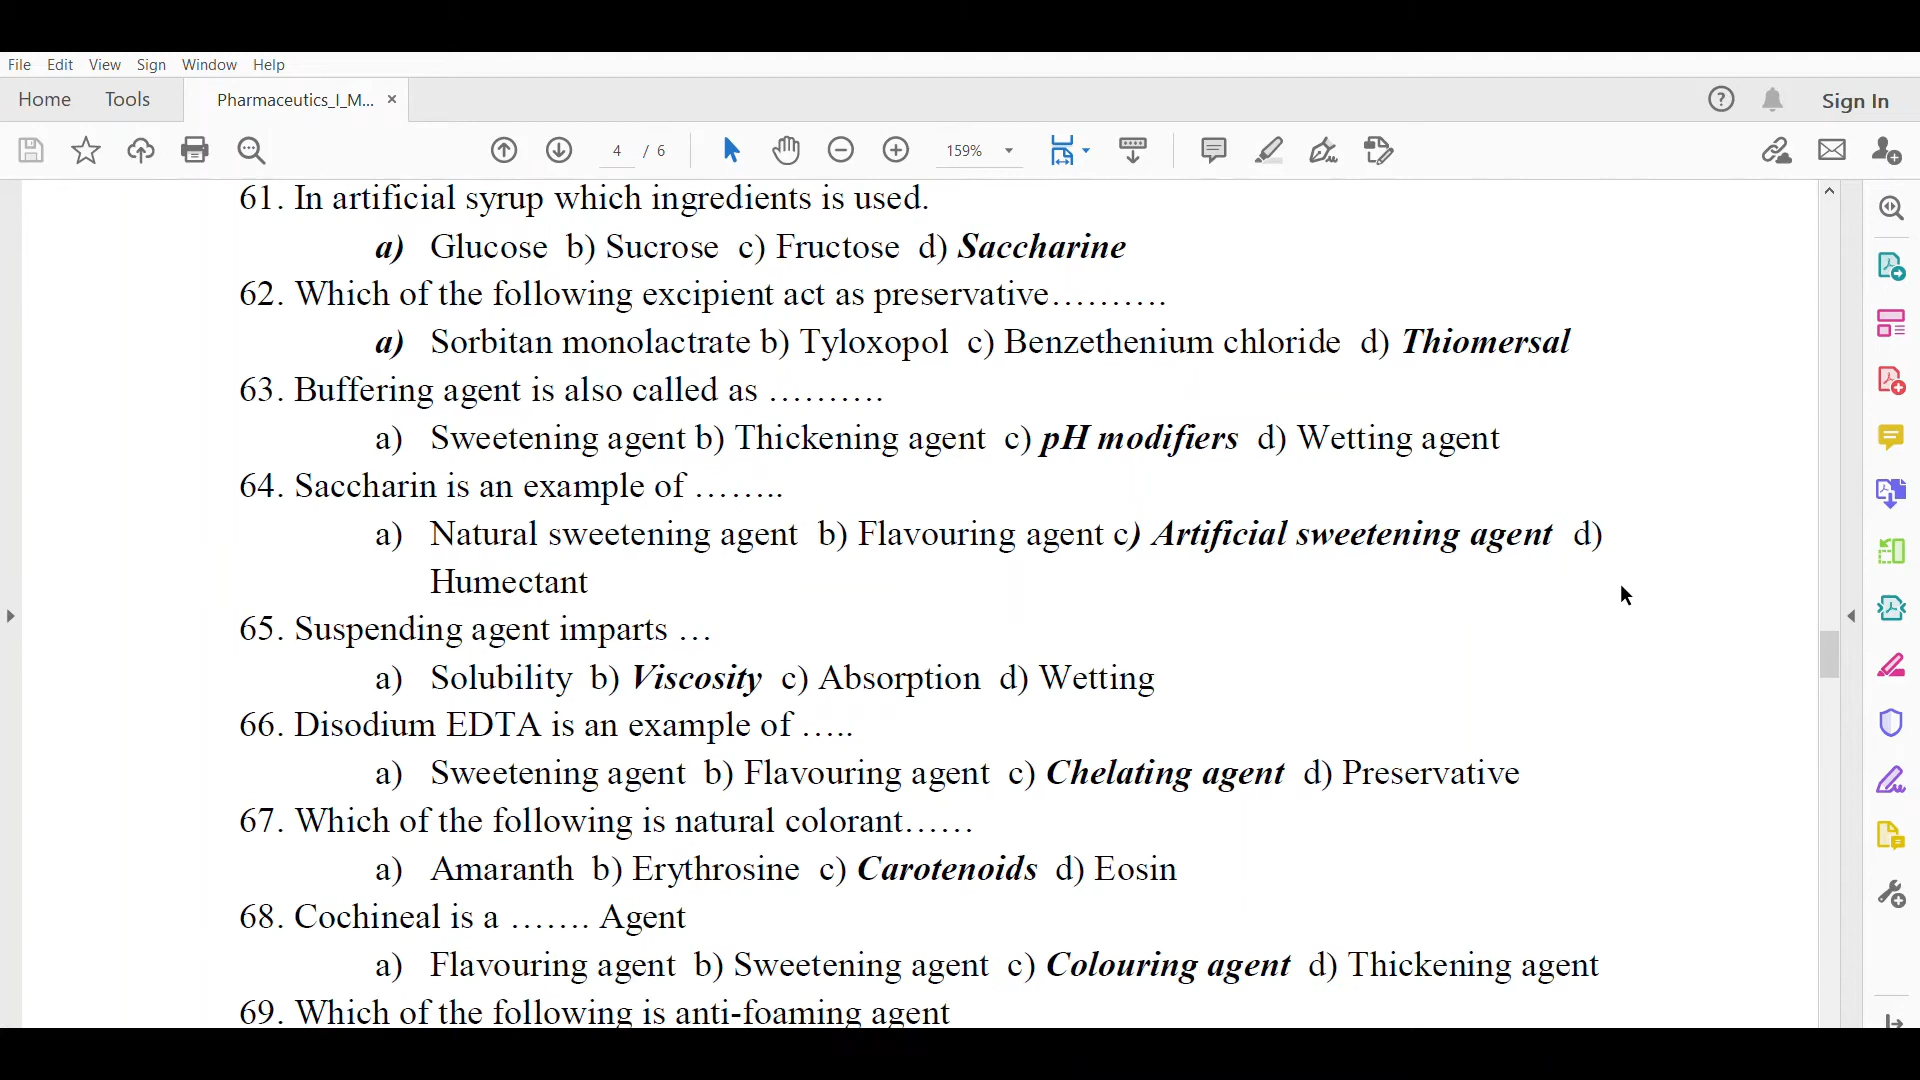 File Edit View Sign Window Help
Home Tools Pharmaceutics_I_M... × Sign In
4 / 6 159%
61. In artificial syrup which ingredients is used.
a) Glucose b) Sucrose c) Fructose d) Saccharine
62. Which of the following excipient act as preservative..........
a) Sorbitan monolactrate b) Tyloxopol c) Benzethenium chloride d) Thiomersal
63. Buffering agent is also called as ..........
a) Sweetening agent b) Thickening agent c) pH modifiers d) Wetting agent
64. Saccharin is an example of ........
a) Natural sweetening agent b) Flavouring agent c) Artificial sweetening agent d)
Humectant
65. Suspending agent imparts ...
a) Solubility b) Viscosity c) Absorption d) Wetting
66. Disodium EDTA is an example of .....
a) Sweetening agent b) Flavouring agent c) Chelating agent d) Preservative
67. Which of the following is natural colorant......
a) Amaranth b) Erythrosine c) Carotenoids d) Eosin
68. Cochineal is a ....... Agent
a) Flavouring agent b) Sweetening agent c) Colouring agent d) Thickening agent
69. Which of the following is anti-foaming agent